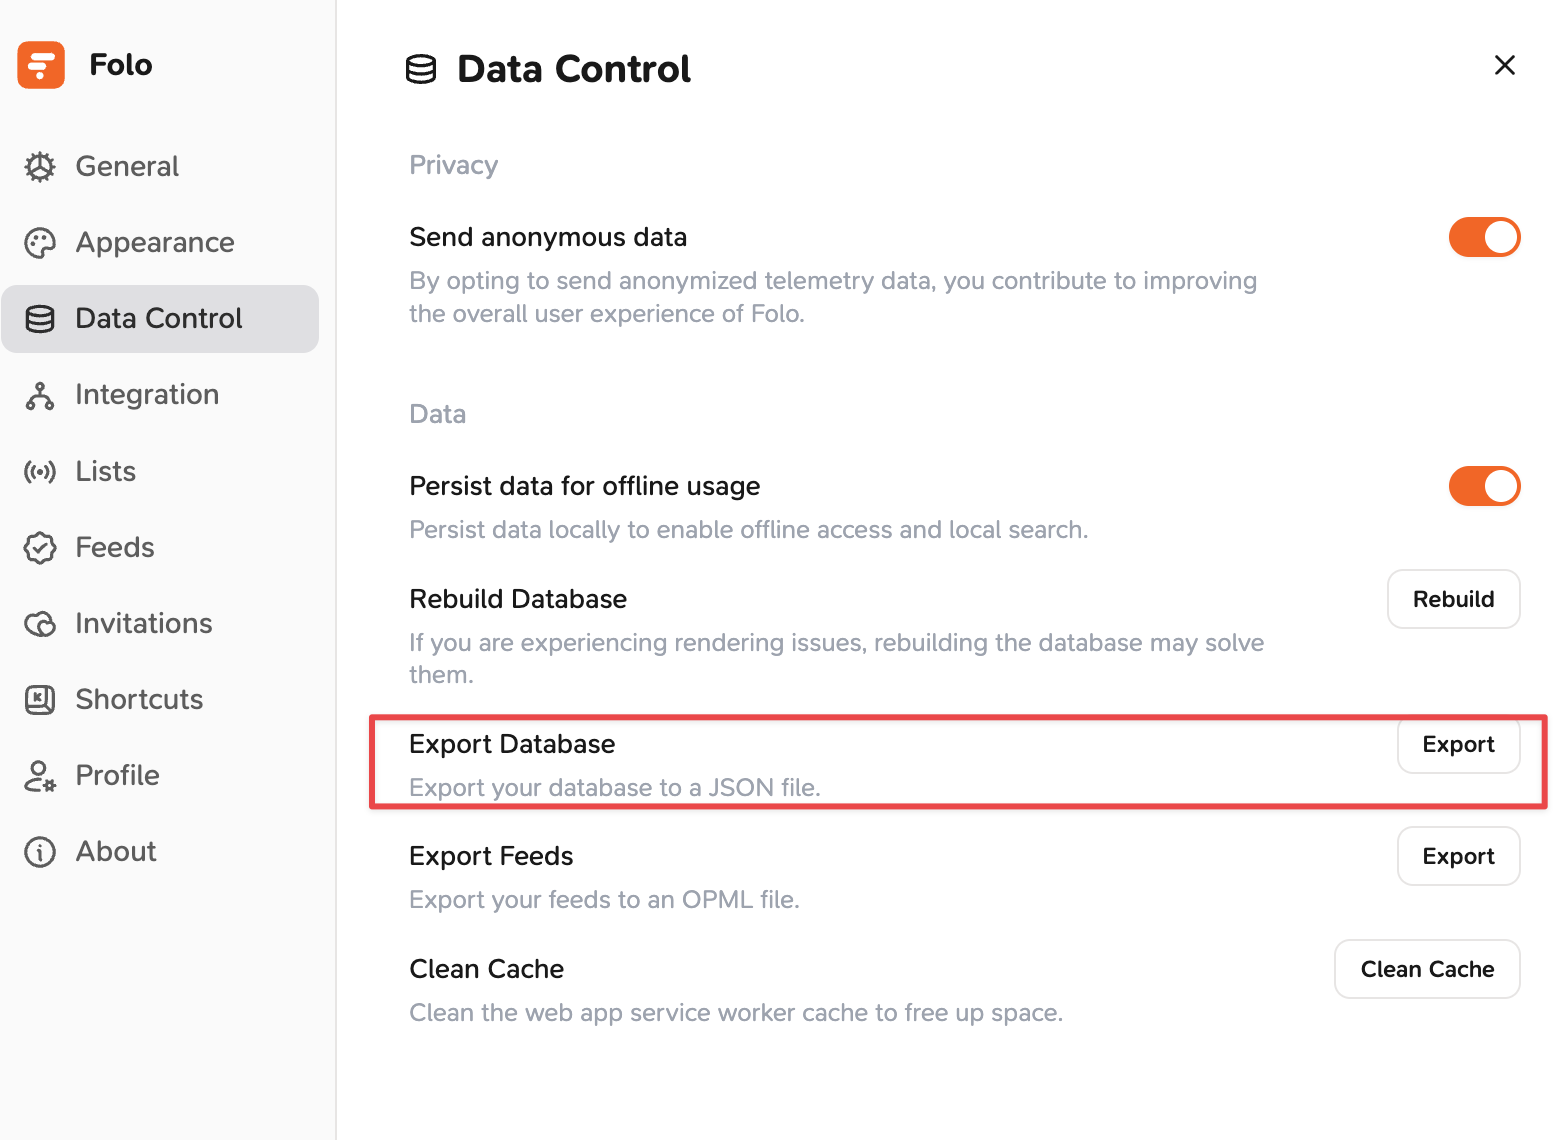 Folo
General
Appearance
Data Control
Integration
Lists
Feeds
Invitations
Shortcuts
Profile
About
Data Control
Privacy
Send anonymous data
By opting to send anonymized telemetry data, you contribute to improving
the overall user experience of Folo.
Data
Persist data for offline usage
Persist data locally to enable offline access and local search.
Rebuild Database
Rebuild
If you are experiencing rendering issues, rebuilding the database may solve
them.
Export Database
Export
Export your database to a JSON file.
Export Feeds
Export
Export your feeds to an OPML file.
Clean Cache
Clean Cache
Clean the web app service worker cache to free up space.